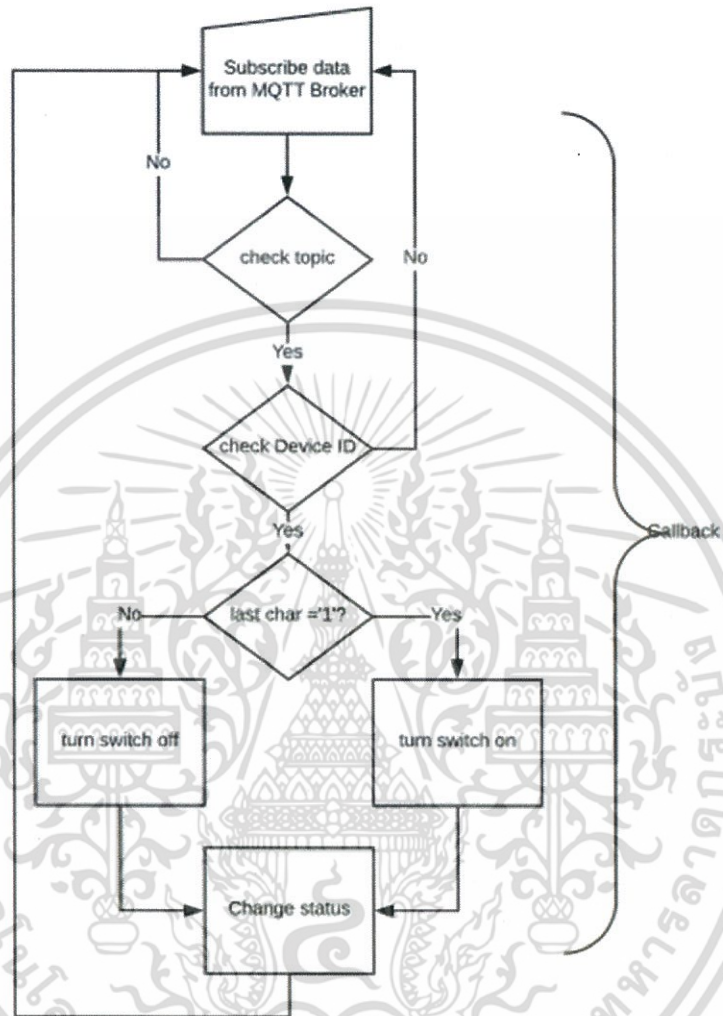 Subscribe data
from MQTT Broker
No
check topic
No
Yes
check Device ID
Callback
Yes
last char ='1'?
No
Yes
turn switch off
turn switch on
Change status